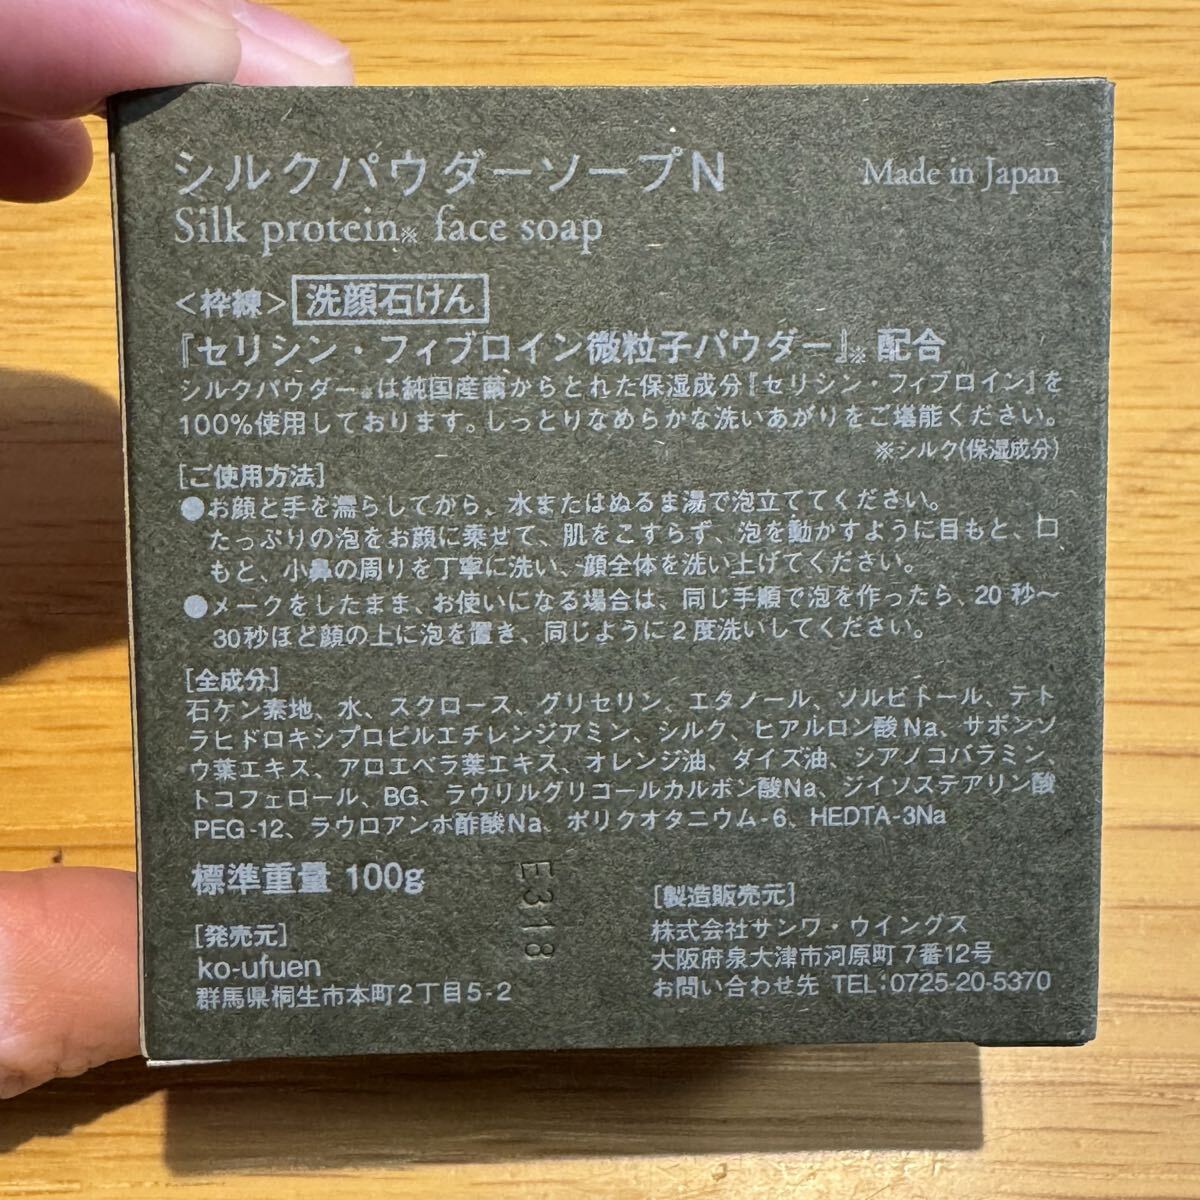 シルクパウダーソープN
Made in Japan
Silk protein※ face soap
<枠練> 洗顔石けん
『セリシン・フィブロイン微粒子パウダー』※ 配合
シルクパウダー※は純国産繭からとれた保湿成分『セリシン・フィブロイン』を
100%使用しております。しっとりなめらかな洗いあがりをご堪能ください。
※シルク(保湿成分)
[ご使用方法]
●お顔と手を濡らしてから、水またはぬるま湯で泡立ててください。
たっぷりの泡をお顔に乗せて、肌をこすらず、泡を動かすように目もと、口
もと、小鼻の周りを丁寧に洗い、顔全体を洗い上げてください。
●メークをしたまま、お使いになる場合は、同じ手順で泡を作ったら、20秒〜
30秒ほど顔の上に泡を置き、同じように2度洗いしてください。
[全成分]
石ケン素地、水、スクロース、グリセリン、エタノール、ソルビトール、テト
ラヒドロキシプロピルエチレンジアミン、シルク、ヒアルロン酸Na、サボンソ
ウ葉エキス、アロエベラ葉エキス、オレンジ油、ダイズ油、シアノコバラミン、
トコフェロール、BG、ラウリルグリコールカルボン酸Na、ジイソステアリン酸
PEG-12、ラウロアンホ酢酸Na、ポリクオタニウム-6、HEDTA-3Na
標準重量 100g
E318
[発売元]
ko-ufuen
群馬県桐生市本町2丁目5-2
[製造販売元]
株式会社サンワ・ウイングス
大阪府泉大津市河原町7番12号
お問い合わせ先 TEL:0725-20-5370